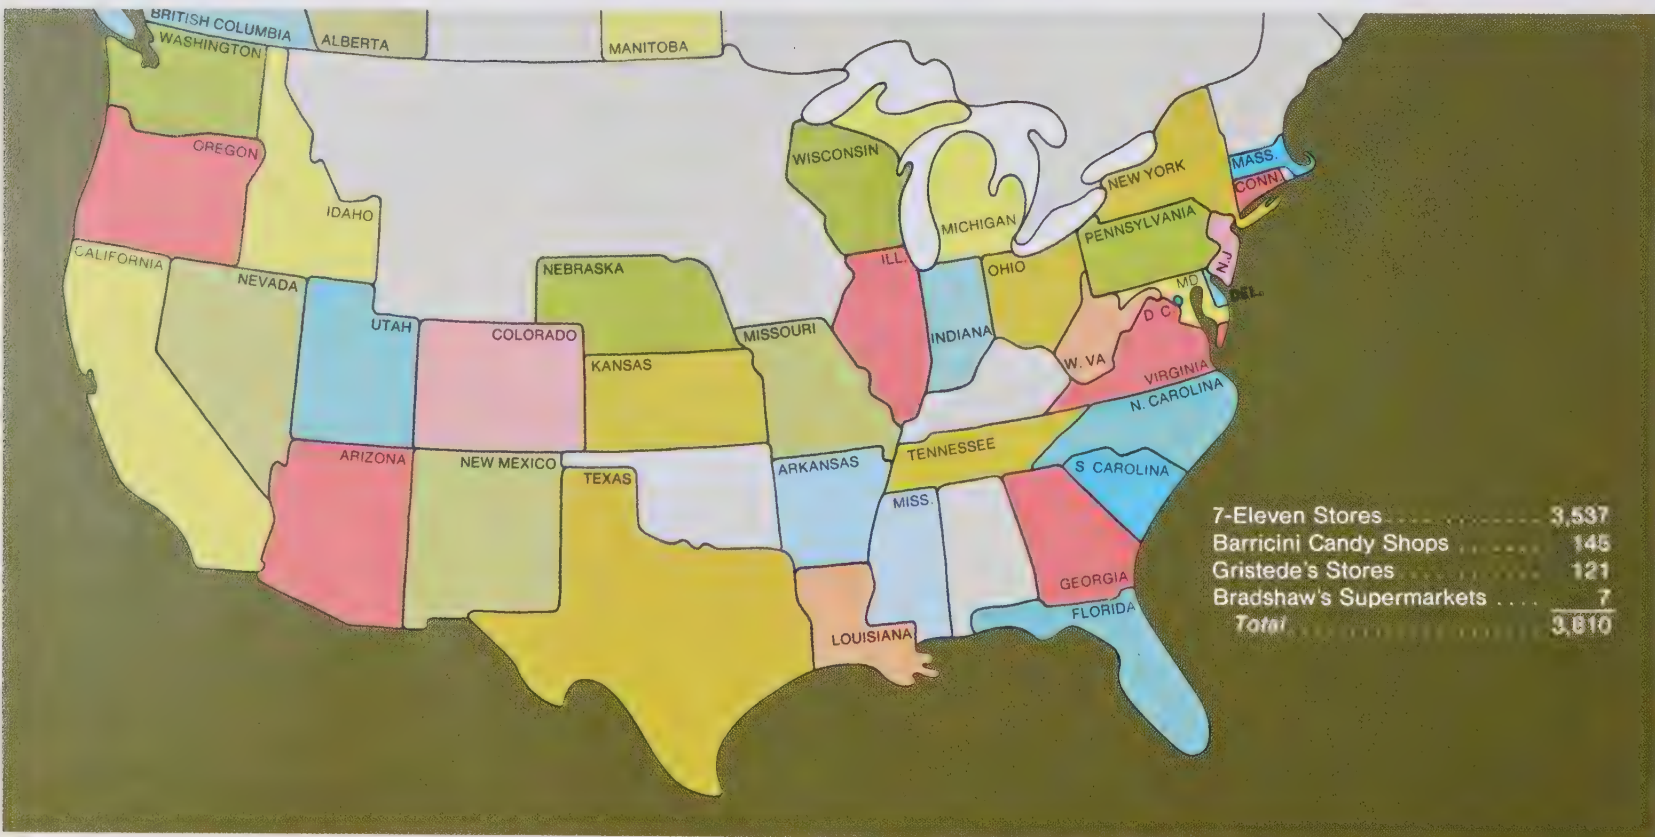 BRITISH COLUMBIA
ALBERTA
MANITOBA
WASHINGTON
OREGON
IDAHO
WISCONSIN
MICHIGAN
NEW YORK
MASS.
CONN.
PENNSYLVANIA
N.J
CALIFORNIA
NEVADA
UTAH
COLORADO
NEBRASKA
KANSAS
MISSOURI
ILL.
INDIANA
OHIO
W. VA
MD
DEL.
D C.
VIRGINIA
N. CAROLINA
S CAROLINA
TENNESSEE
ARIZONA
NEW MEXICO
TEXAS
ARKANSAS
MISS.
LOUISIANA
GEORGIA
FLORIDA
7-Eleven Stores 3,537
Barricini Candy Shops 145
Gristede's Stores 121
Bradshaw's Supermarkets 7
Total 3,810